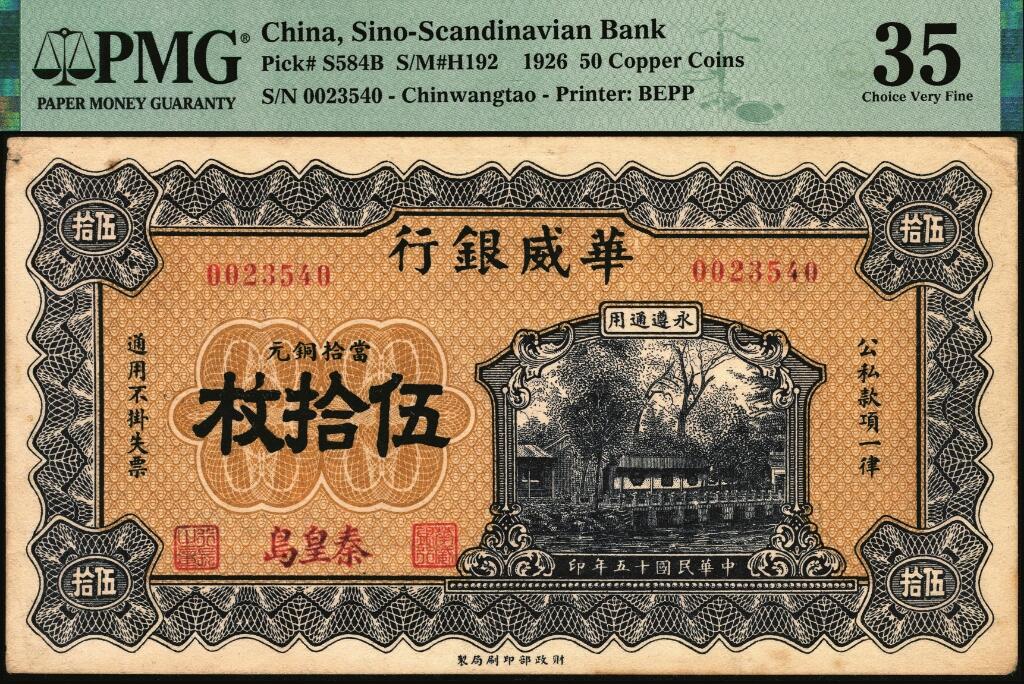 PMG®
PAPER MONEY GUARANTY
China, Sino-Scandinavian Bank
Pick# S584B S/M#H192 1926 50 Copper Coins
S/N 0023540 - Chinwangtao - Printer: BEPP
35
Choice Very Fine
伍拾
伍拾
華威銀行
0023540
0023540
永遵通用
公私款項一律
當拾銅元
伍拾枚
通用不掛失票
秦皇島
中華民國十五年印
伍拾
伍拾
財政部印刷局製